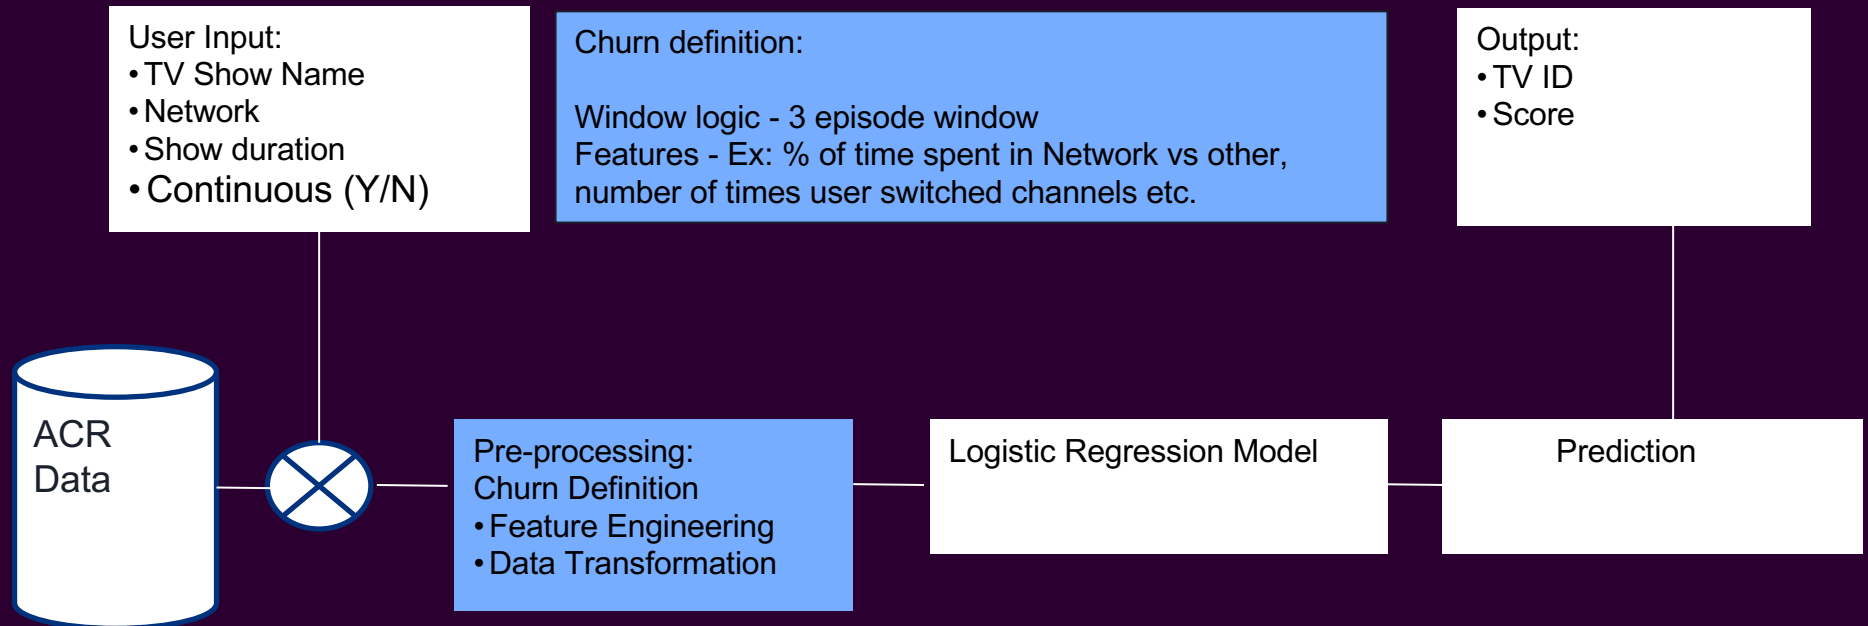 User Input:
• TV Show Name
• Network
• Show duration
• Continuous (Y/N)
Churn definition:
Window logic - 3 episode window
Features - Ex: % of time spent in Network vs other,
number of times user switched channels etc.
Output:
• TV ID
• Score
ACR
Data
Pre-processing:
Churn Definition
• Feature Engineering
• Data Transformation
Logistic Regression Model
Prediction